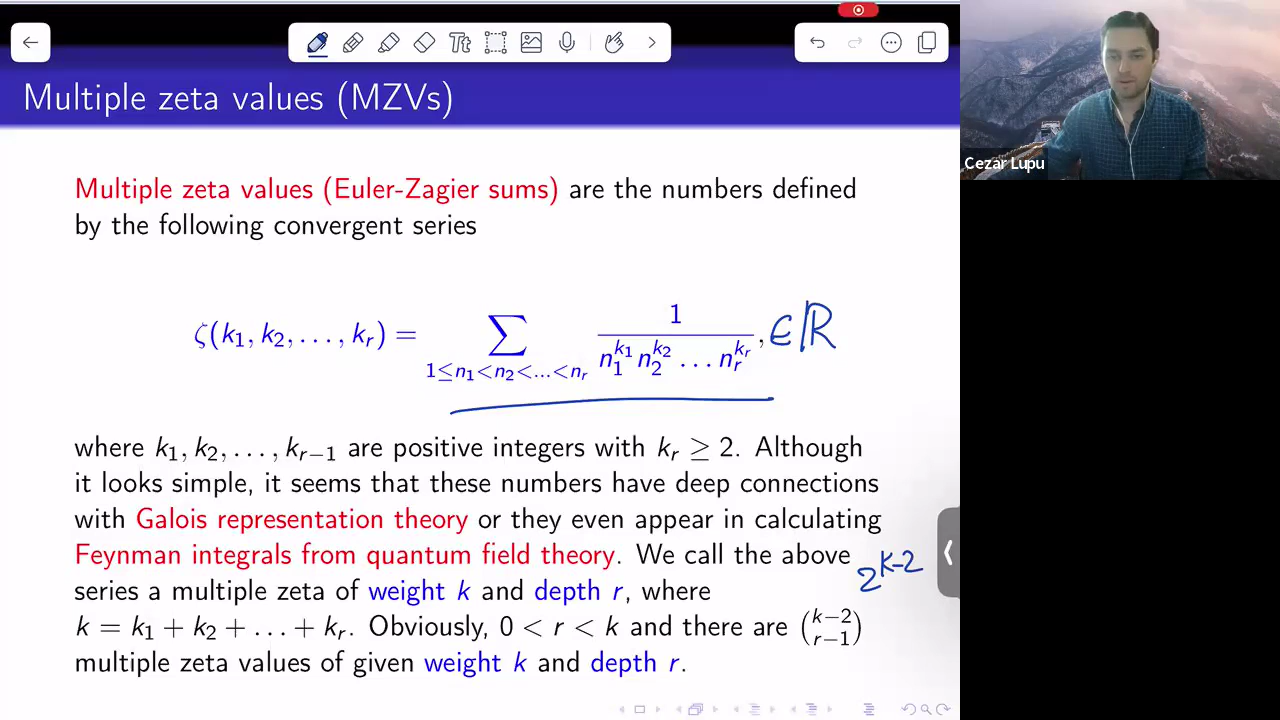 Multiple zeta values (MZVs)
Cezar Lupu
Multiple zeta values (Euler-Zagier sums) are the numbers defined
by the following convergent series
ζ(k₁, k₂, . . . , kᵣ) = ∑_{1≤n₁<n₂<...<nᵣ} 1/(n₁^{k₁} n₂^{k₂} . . . nᵣ^{kᵣ}), ∈ ℝ
where k₁, k₂, . . . , kᵣ₋₁ are positive integers with kᵣ ≥ 2. Although
it looks simple, it seems that these numbers have deep connections
with Galois representation theory or they even appear in calculating
Feynman integrals from quantum field theory. We call the above
2^{k-2}
series a multiple zeta of weight k and depth r, where
k = k₁ + k₂ + . . . + kᵣ. Obviously, 0 < r < k and there are \binom{k−2}{r−1}
multiple zeta values of given weight k and depth r.